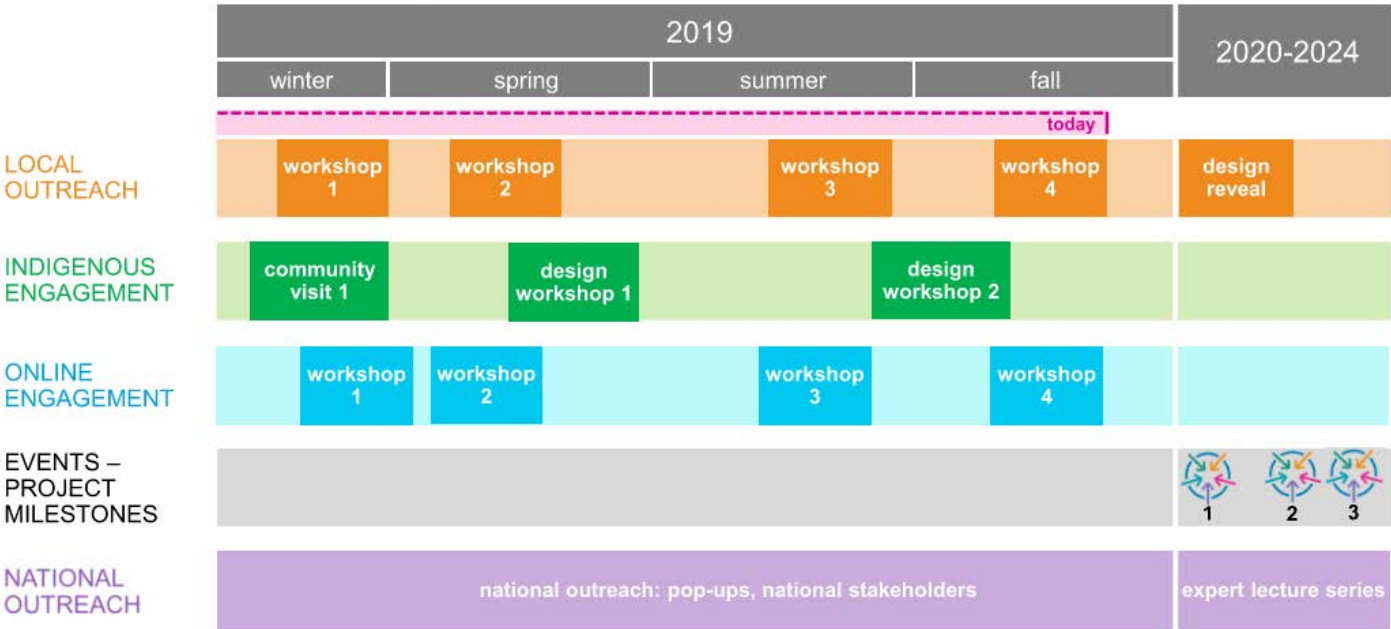 2019
2020-2024
winter
spring
summer
fall
today
LOCAL
OUTREACH
workshop
1
workshop
2
workshop
3
workshop
4
design
reveal
INDIGENOUS
ENGAGEMENT
community
visit 1
design
workshop 1
design
workshop 2
ONLINE
ENGAGEMENT
workshop
1
workshop
2
workshop
3
workshop
4
EVENTS –
PROJECT
MILESTONES
1
2
3
NATIONAL
OUTREACH
national outreach: pop-ups, national stakeholders
expert lecture series